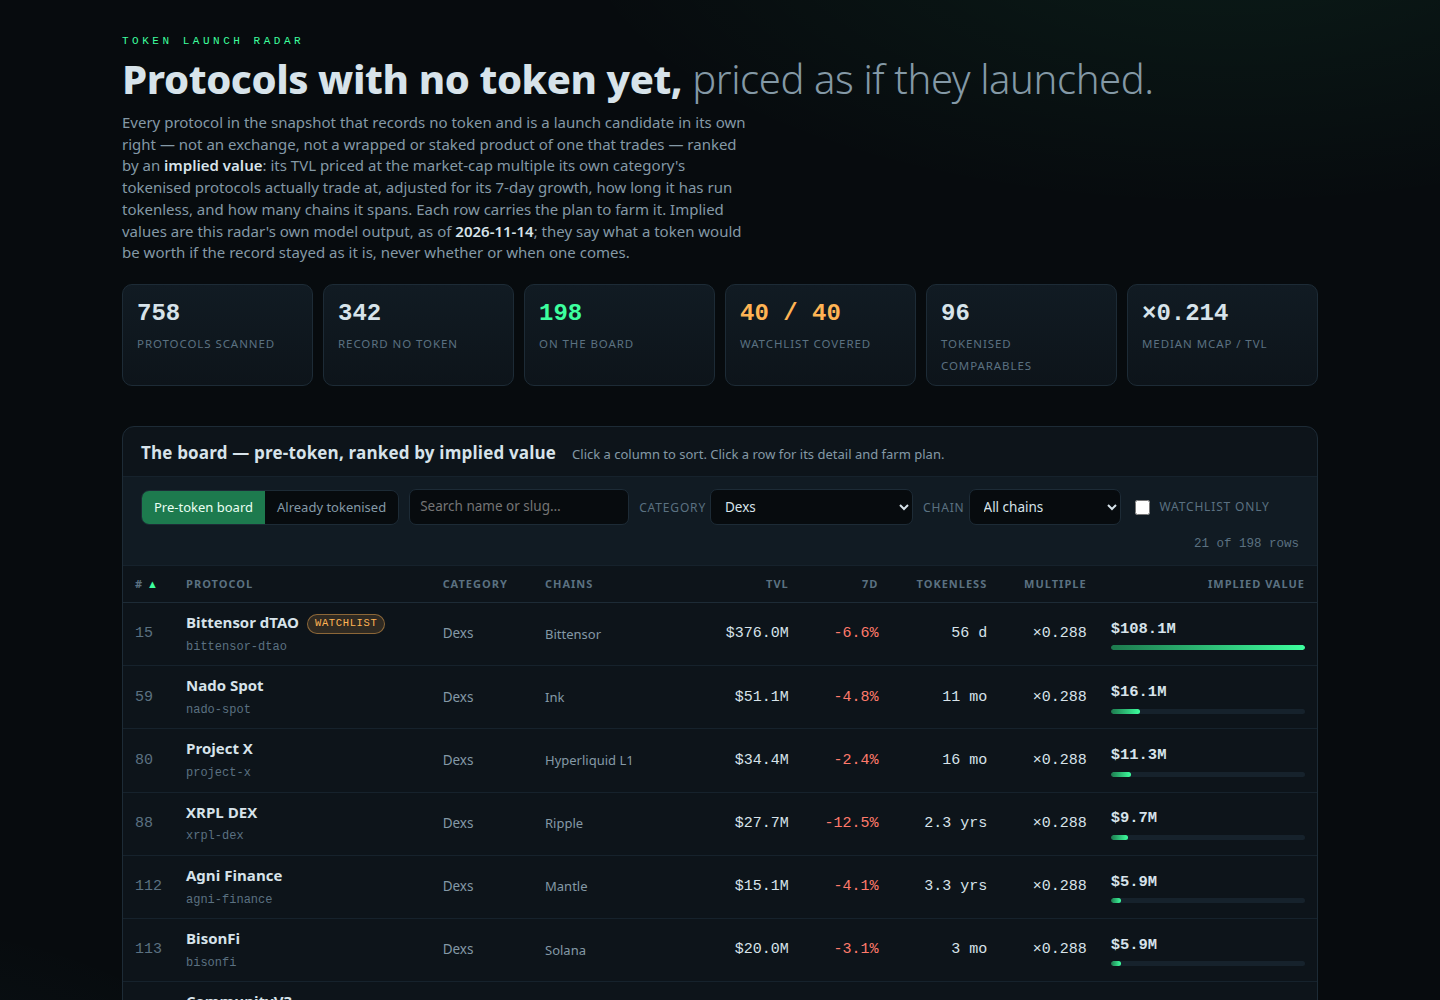 TOKEN LAUNCH RADAR
Protocols with no token yet, priced as if they launched.
Every protocol in the snapshot that records no token and is a launch candidate in its own
right — not an exchange, not a wrapped or staked product of one that trades — ranked
by an implied value: its TVL priced at the market-cap multiple its own category's
tokenised protocols actually trade at, adjusted for its 7-day growth, how long it has run
tokenless, and how many chains it spans. Each row carries the plan to farm it. Implied
values are this radar's own model output, as of 2026-11-14; they say what a token would
be worth if the record stayed as it is, never whether or when one comes.
758 342 198 40 / 40 96 ×0.214
PROTOCOLS SCANNED RECORD NO TOKEN ON THE BOARD WATCHLIST COVERED TOKENISED COMPARABLES MEDIAN MCAP / TVL
The board — pre-token, ranked by implied value Click a column to sort. Click a row for its detail and farm plan.
Pre-token board Already tokenised Search name or slug... CATEGORY Dexs CHAIN All chains WATCHLIST ONLY
21 of 198 rows
# ▲ PROTOCOL CATEGORY CHAINS TVL 7D TOKENLESS MULTIPLE IMPLIED VALUE
15 Bittensor dTAO WATCHLIST Dexs Bittensor $376.0M -6.6% 56 d ×0.288 $108.1M
bittensor-dtao
59 Nado Spot Dexs Ink $51.1M -4.8% 11 mo ×0.288 $16.1M
nado-spot
80 Project X Dexs Hyperliquid L1 $34.4M -2.4% 16 mo ×0.288 $11.3M
project-x
88 XRPL DEX Dexs Ripple $27.7M -12.5% 2.3 yrs ×0.288 $9.7M
xrpl-dex
112 Agni Finance Dexs Mantle $15.1M -4.1% 3.3 yrs ×0.288 $5.9M
agni-finance
113 BisonFi Dexs Solana $20.0M -3.1% 3 mo ×0.288 $5.9M
bisonfi